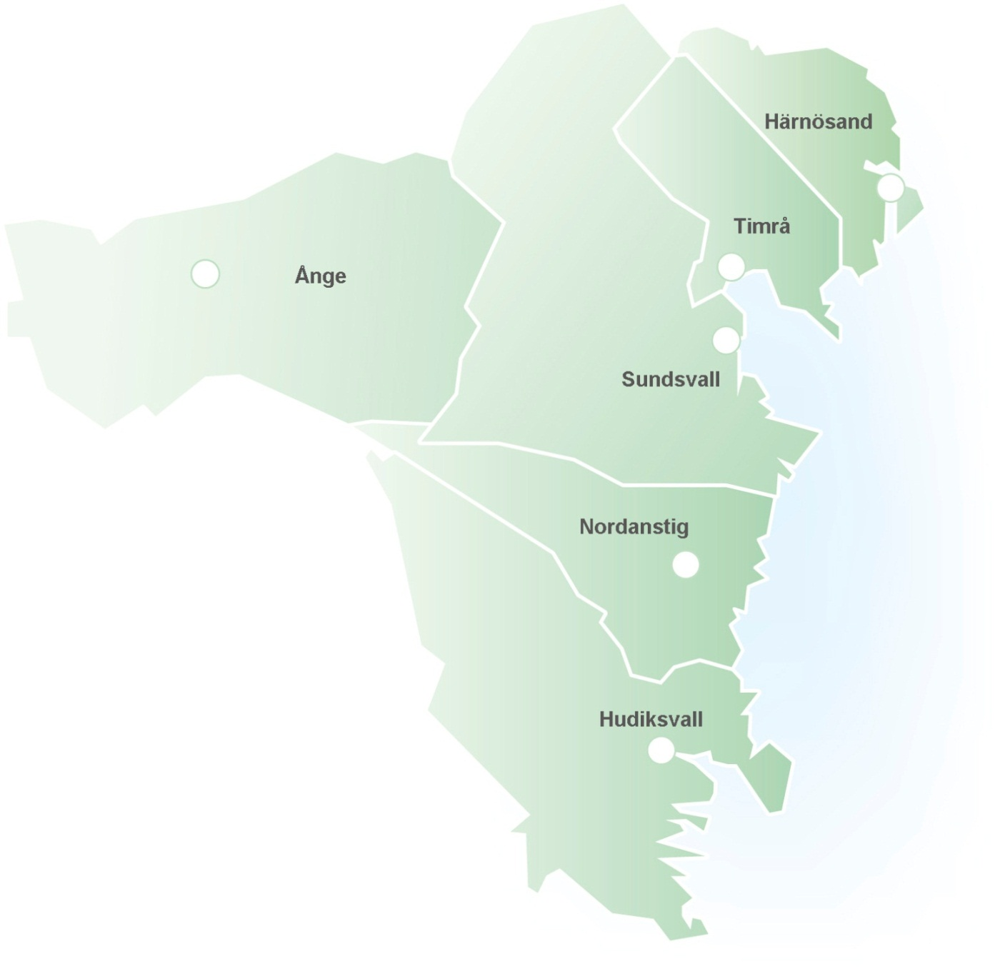 Härnösand
Timrå
Ånge
Sundsvall
Nordanstig
Hudiksvall